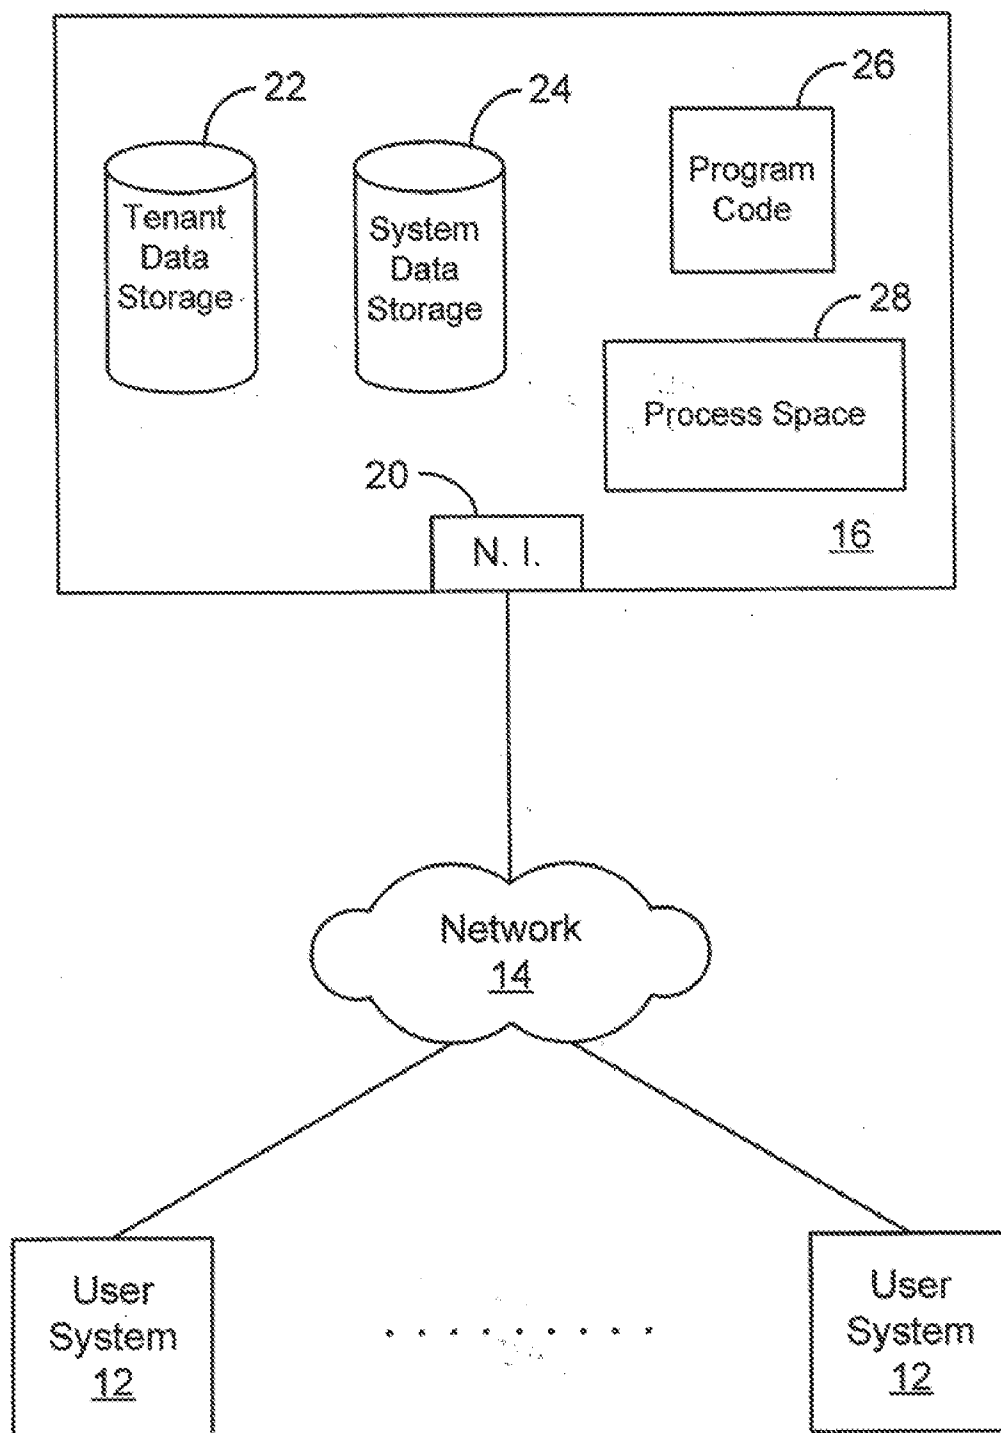 22
24
26
Tenant
Data
Storage
System
Data
Storage
Program
Code
28
Process Space
20
N. I.
16
Network
14
User
System
12
User
System
12